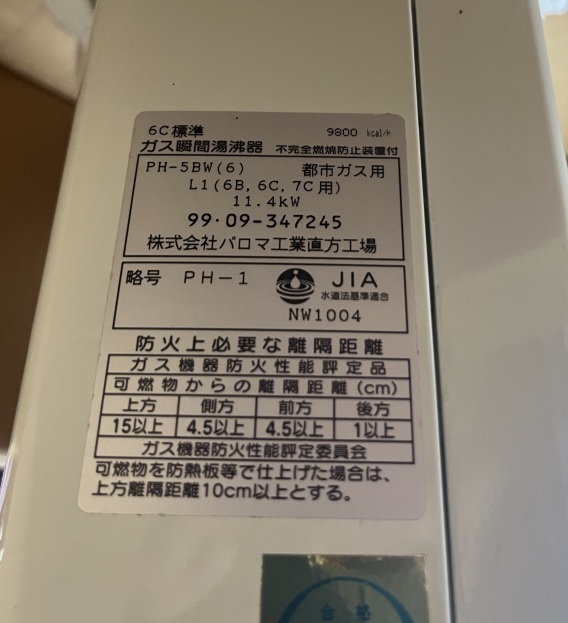 6C標準 9800 kcal/h
ガス瞬間湯沸器 不完全燃焼防止装置付
PH-5BW(6) 都市ガス用
L1(6B, 6C, 7C用)
11.4kW
99・09-347245
株式会社パロマ工業直方工場
略号 PH-1 JIA
水道法基準適合
NW1004
防火上必要な離隔距離
ガス機器防火性能評定品
可燃物からの離隔距離(cm)
上方 側方 前方 後方
15以上 4.5以上 4.5以上 1以上
ガス機器防火性能評定委員会
可燃物を防熱板等で仕上げた場合は、
上方離隔距離10cm以上とする。
合格